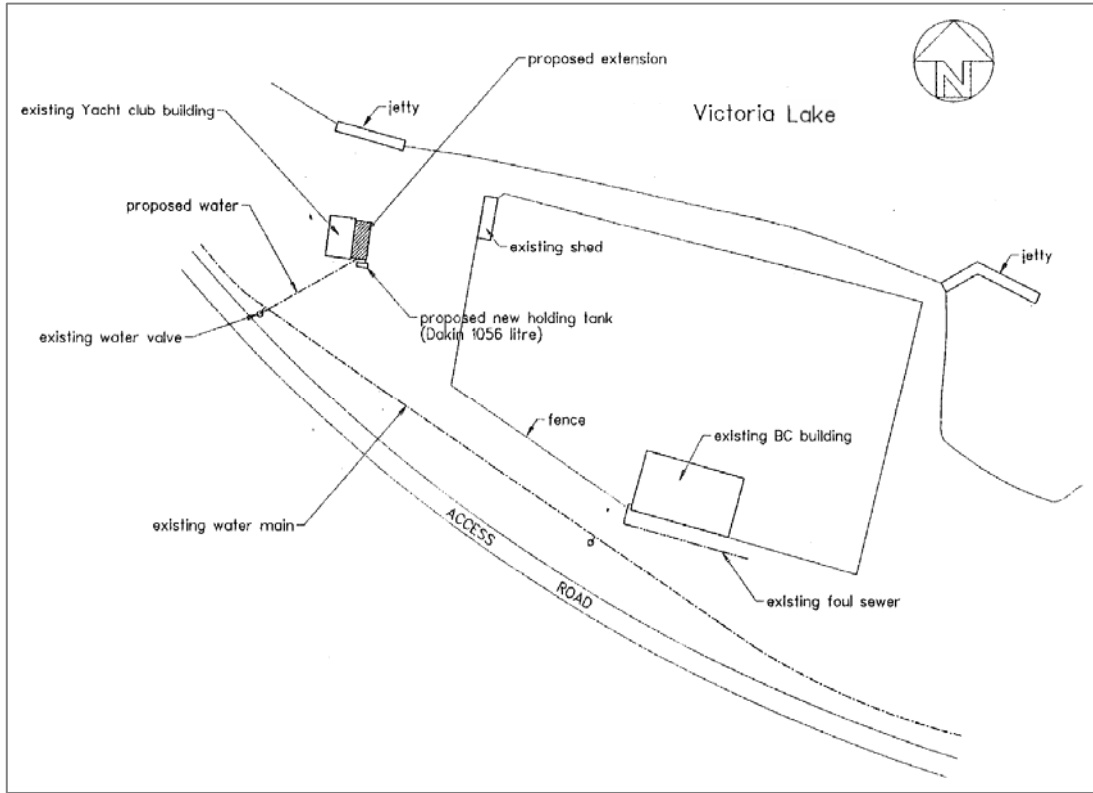 proposed extension
N
Victoria Lake
jetty
existing Yacht club building
proposed water
existing shed
jetty
proposed new holding tank
(Dakin 1056 litre)
existing water valve
fence
existing BC building
existing water main
ACCESS
ROAD
existing foul sewer